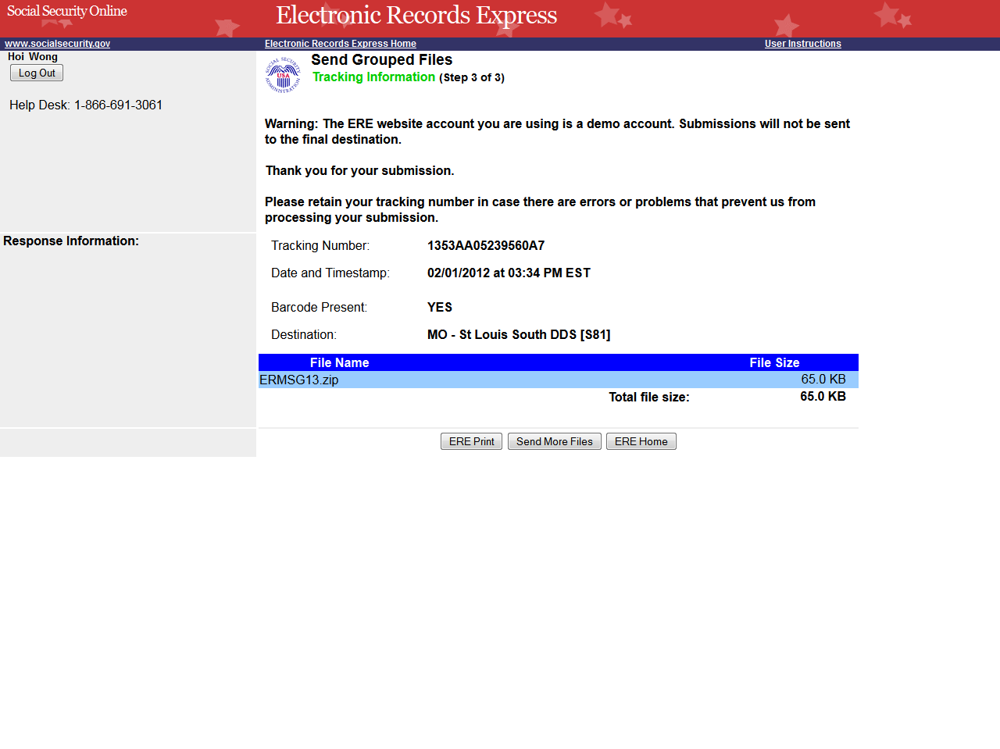 Social Security Online
Electronic Records Express
www.socialsecurity.gov
Electronic Records Express Home
User Instructions
Hoi Wong
Log Out
Help Desk: 1-866-691-3061
SOCIAL SECURITY ADMINISTRATION
USA
Send Grouped Files
Tracking Information (Step 3 of 3)
Warning: The ERE website account you are using is a demo account. Submissions will not be sent
to the final destination.
Thank you for your submission.
Please retain your tracking number in case there are errors or problems that prevent us from
processing your submission.
Response Information:
Tracking Number: 1353AA05239560A7
Date and Timestamp: 02/01/2012 at 03:34 PM EST
Barcode Present: YES
Destination: MO - St Louis South DDS [S81]
File Name File Size
ERMSG13.zip 65.0 KB
Total file size: 65.0 KB
ERE Print Send More Files ERE Home